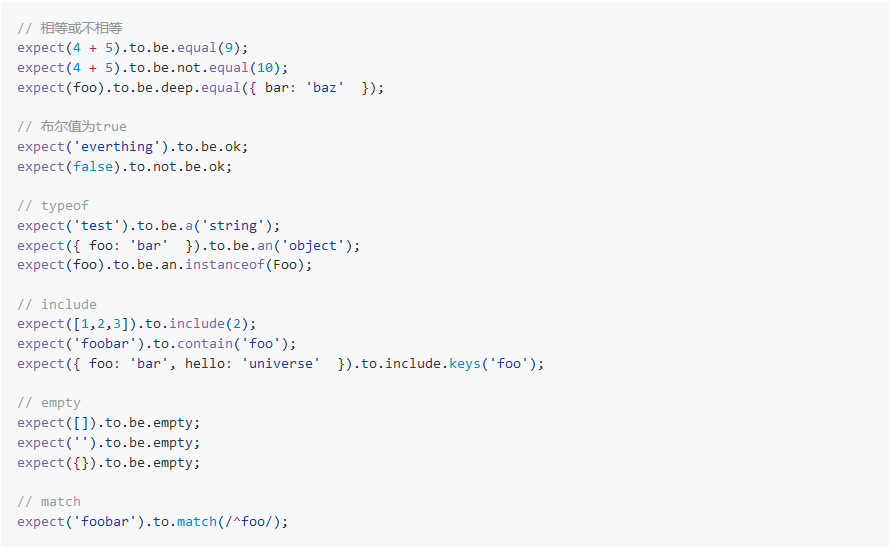 // 相等或不相等
expect(4 + 5).to.be.equal(9);
expect(4 + 5).to.be.not.equal(10);
expect(foo).to.be.deep.equal({ bar: 'baz'  });
// 布尔值为true
expect('everthing').to.be.ok;
expect(false).to.not.be.ok;
// typeof
expect('test').to.be.a('string');
expect({ foo: 'bar'  }).to.be.an('object');
expect(foo).to.be.an.instanceof(Foo);
// include
expect([1,2,3]).to.include(2);
expect('foobar').to.contain('foo');
expect({ foo: 'bar', hello: 'universe'  }).to.include.keys('foo');
// empty
expect([]).to.be.empty;
expect('').to.be.empty;
expect({}).to.be.empty;
// match
expect('foobar').to.match(/^foo/);